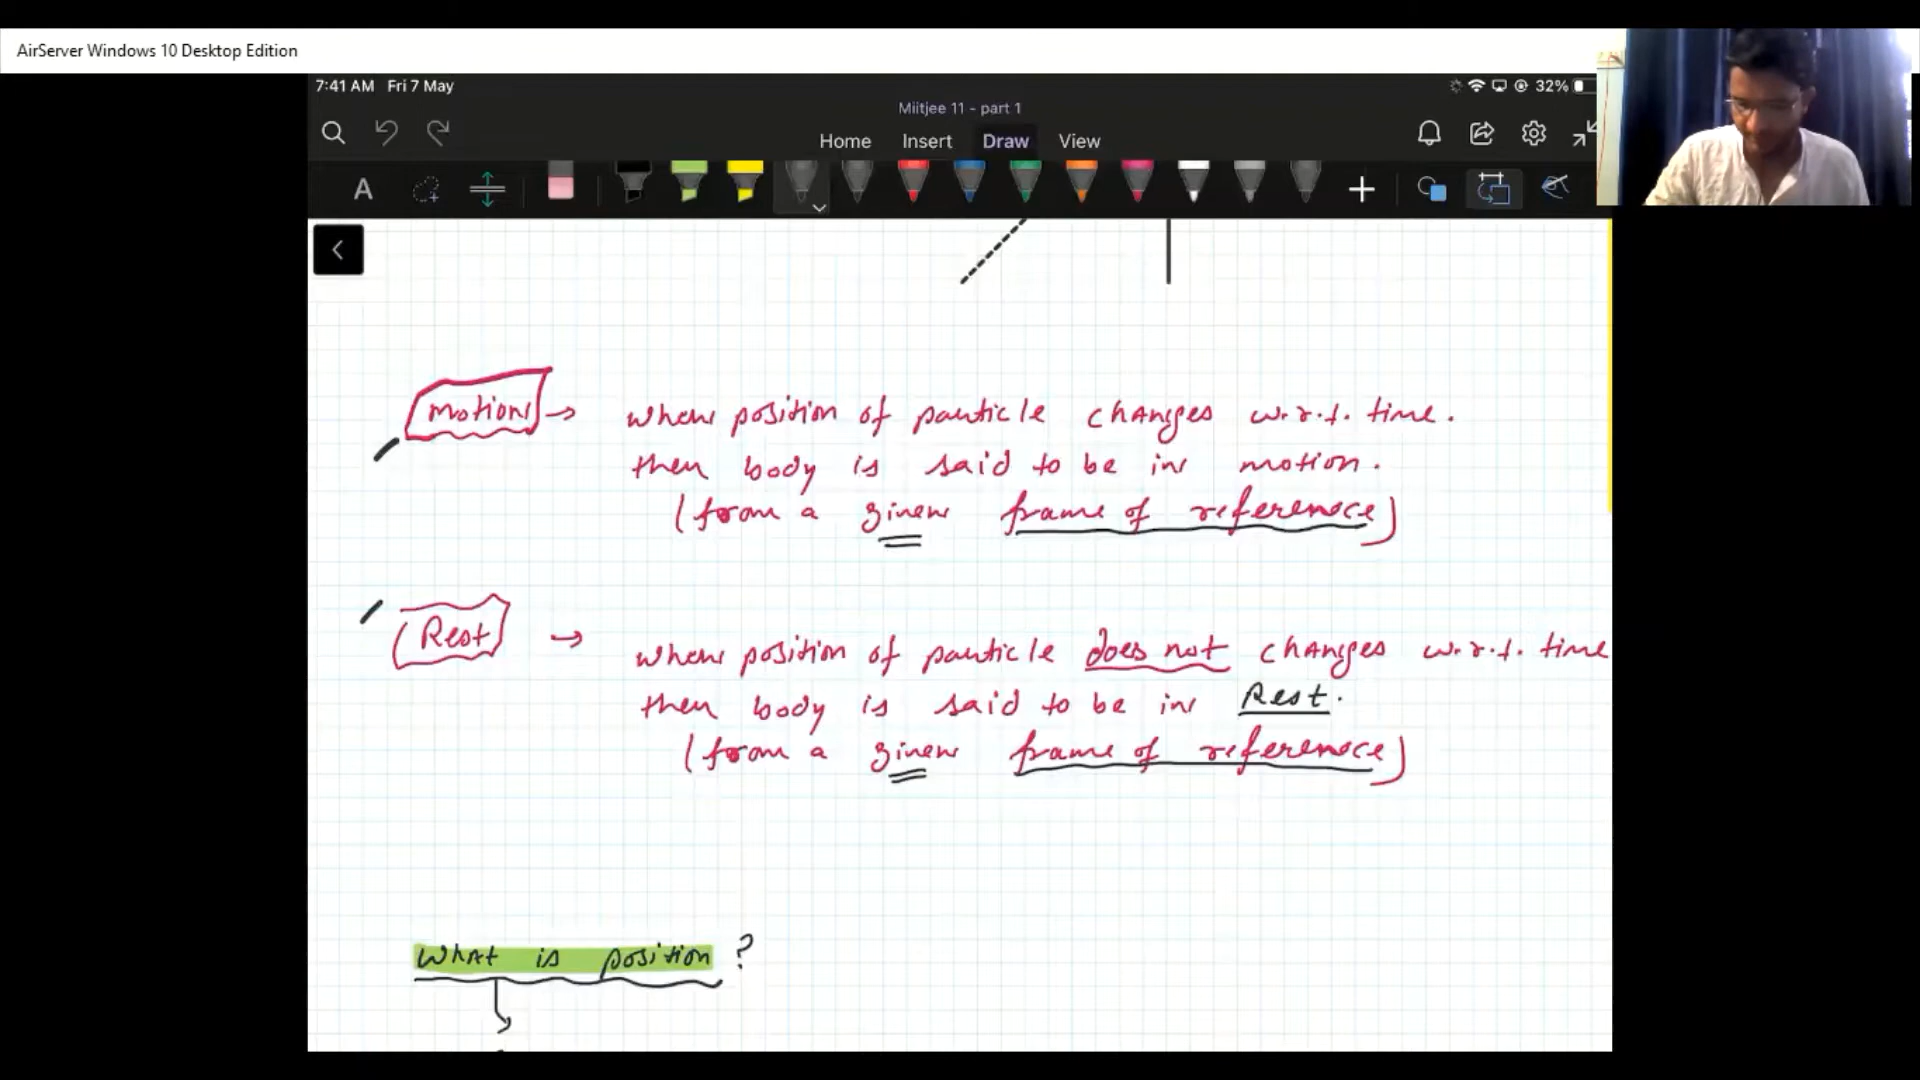 AirServer Windows 10 Desktop Edition
7:41 AM Fri 7 May
32%
Miitjee 11 - part 1
Home Insert Draw View
A
Motion →
when position of particle changes w.r.t. time.
then body is said to be in motion.
(from a given frame of reference)
Rest →
when position of particle does not changes w.r.t. time
then body is said to be in Rest.
(from a given frame of reference)
What is position ?